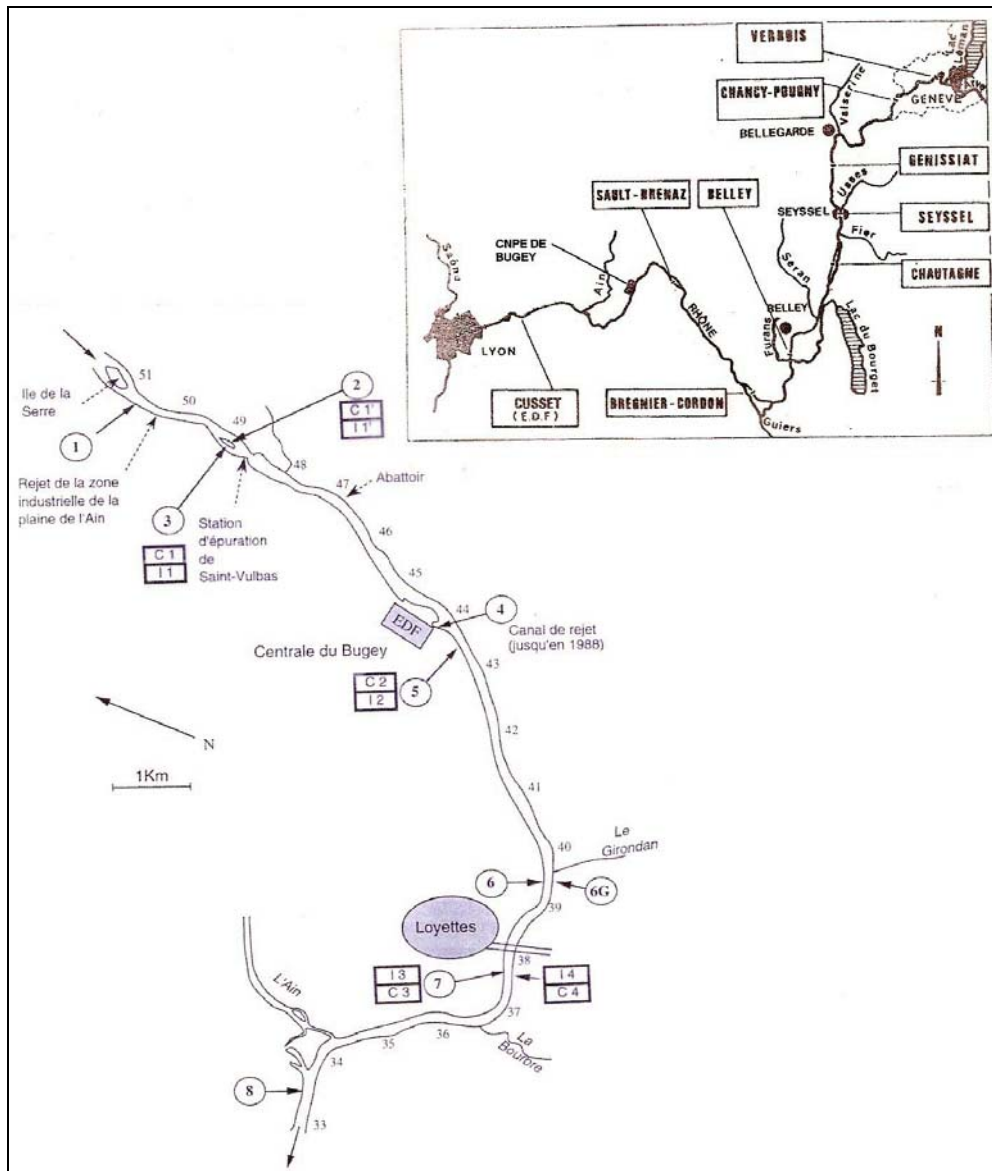 VERBOIS
Lac
Léman
Arve
GENEVE
CHANCY-POUGNY
Valserine
BELLEGARDE
GENISSIAT
Usses
SAULT-BRENAZ
BELLEY
SEYSSEL
SEYSSEL
Fier
CNPE DE
BUGEY
Seran
CHAUTAGNE
Saône
Ain
RHÔNE
Furans
BELLEY
Lac du Bourget
LYON
N
CUSSET
(E.D.F)
BREGNIER-CORDON
Guiers
51
Ile de la
Serre
50
49
2
C 1'
I 1'
1
48
Rejet de la zone
industrielle de la
plaine de l'Ain
47
Abattoir
3
Station
d'épuration
de
Saint-Vulbas
C 1
I 1
46
45
44
4
EDF
Canal de rejet
(jusqu'en 1988)
Centrale du Bugey
43
C 2
I 2
5
42
N
1Km
41
40
Le
Girondan
6
6G
39
Loyettes
38
I 3
C 3
7
I 4
C 4
L'Ain
37
36
35
34
La
Bourbre
8
33